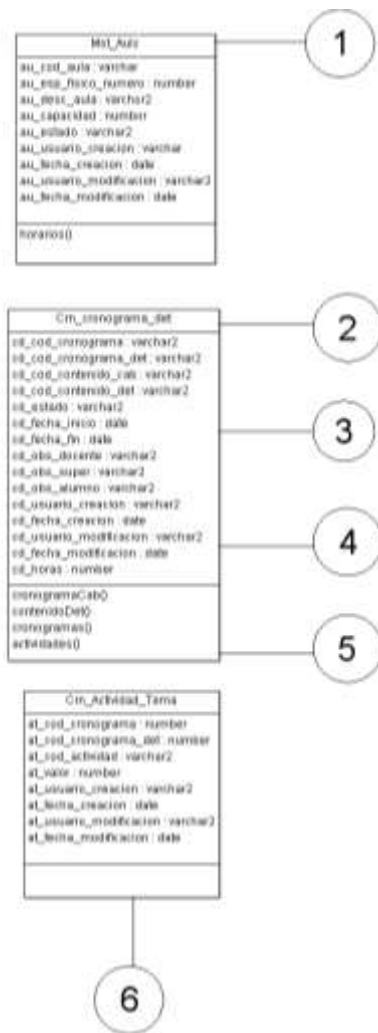 Mst_Aula
1
au_cod_aula : varchar
au_esp_fisico_numero : number
au_desc_aula : varchar2
au_capacidad : number
au_estado : varchar2
au_usuario_creacion : varchar
au_fecha_creacion : date
au_usuario_modificacion : varchar2
au_fecha_modificacion : date
horarios()
Crn_cronograma_det
2
cd_cod_cronograma : varchar2
cd_cod_cronograma_det : varchar2
cd_cod_contenido_cab : varchar2
cd_cod_contenido_det : varchar2
cd_estado : varchar2
cd_fecha_inicio : date
3
cd_fecha_fin : date
cd_obs_docente : varchar2
cd_obs_super : varchar2
cd_obs_alumno : varchar2
cd_usuario_creacion : varchar2
cd_fecha_creacion : date
4
cd_usuario_modificacion : varchar2
cd_fecha_modificacion : date
cd_horas : number
cronogramaCab()
contenidoDet()
cronogramas()
actividades()
5
Crn_Actividad_Tema
at_cod_cronograma : number
at_cod_cronograma_det : number
at_cod_actividad : varchar2
at_valor : number
at_usuario_creacion : varchar2
at_fecha_creacion : date
at_usuario_modificacion : varchar2
at_fecha_modificacion : date
6